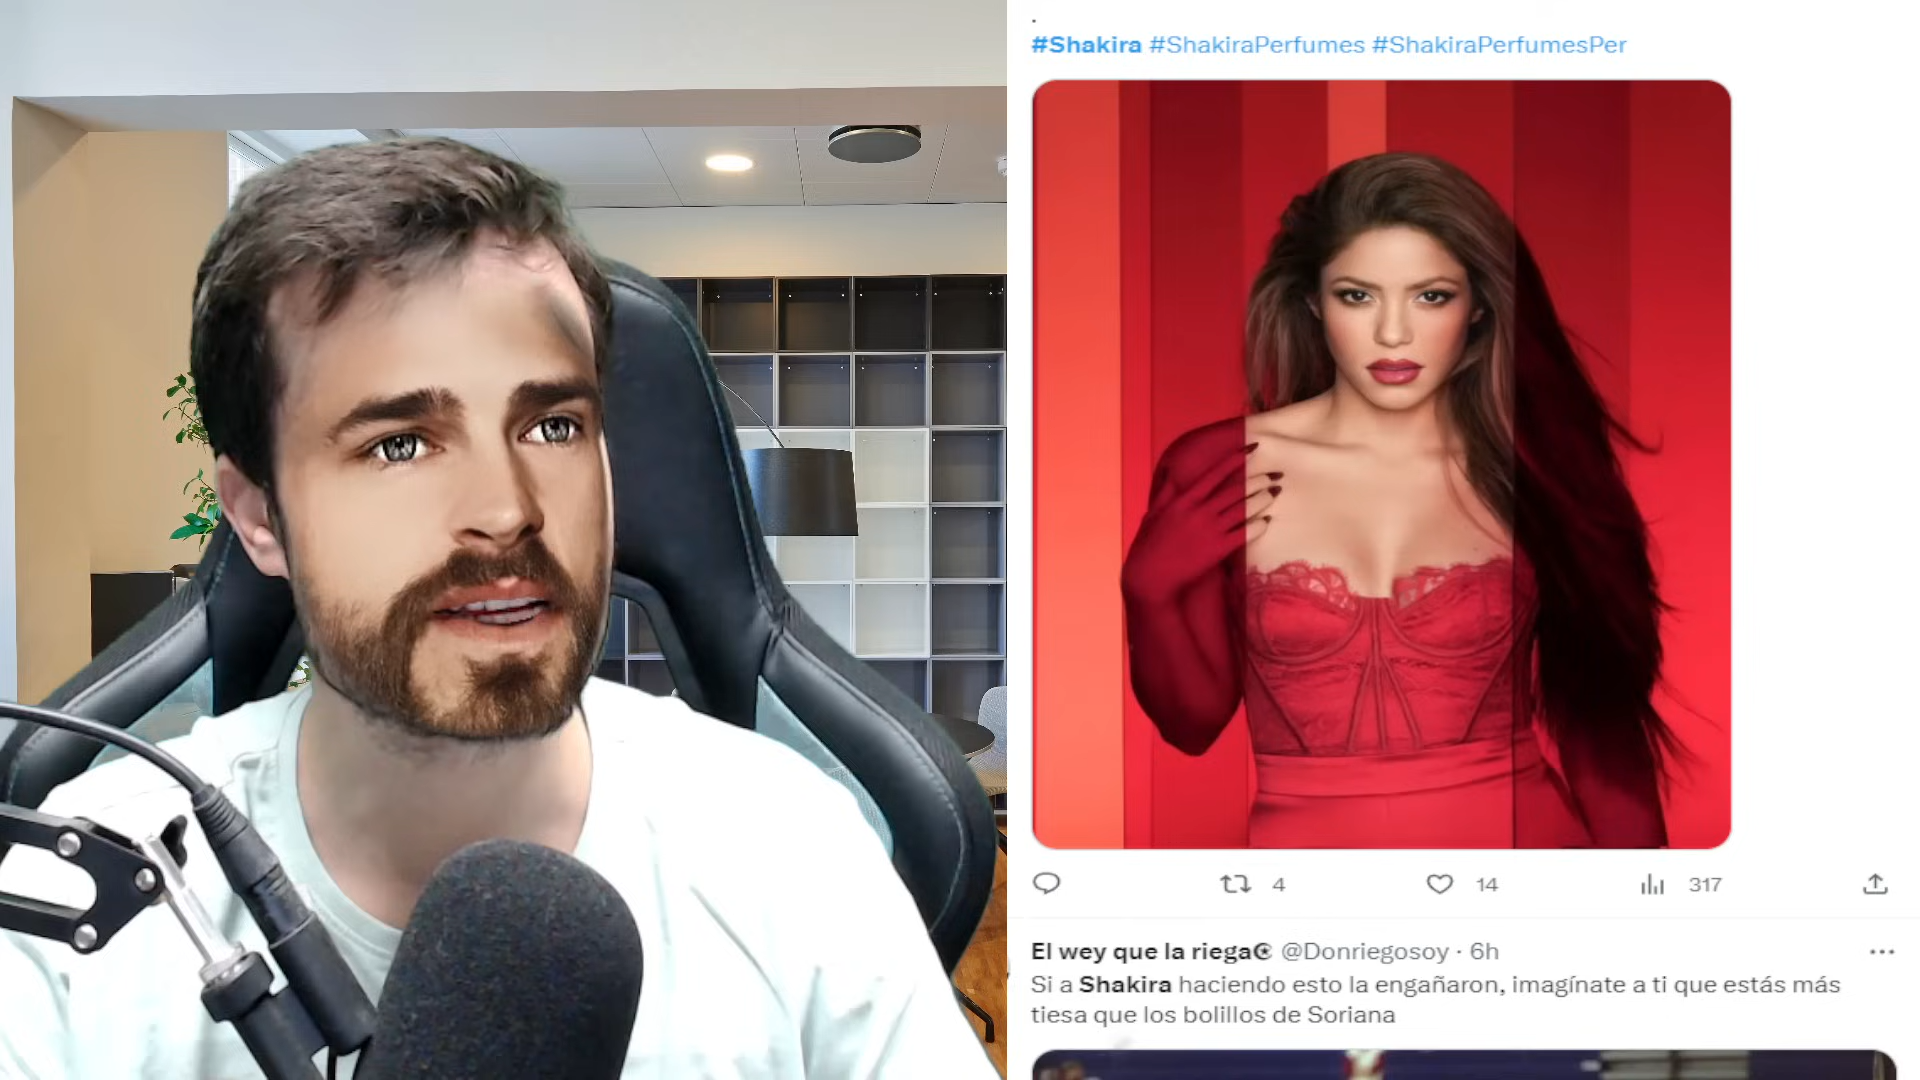 .
#Shakira #ShakiraPerfumes #ShakiraPerfumesPer
4 14 317
El wey que la riega☪ @Donriegosoy · 6h
Si a Shakira haciendo esto la engañaron, imagínate a ti que estás más
tiesa que los bolillos de Soriana